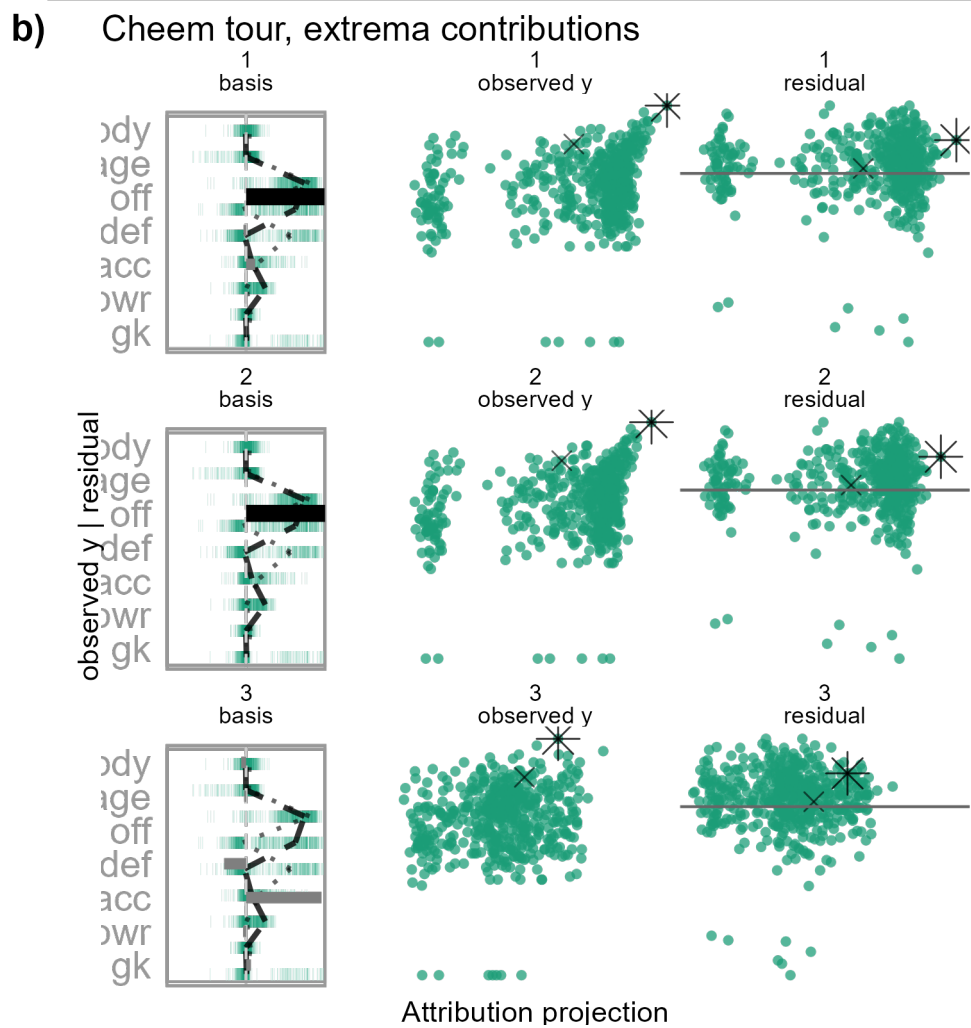 b) Cheem tour, extrema contributions
1
basis
1
observed y
1
residual
ody
age
off
def
acc
owr
gk
2
basis
2
observed y
2
residual
ody
age
off
def
acc
owr
gk
observed y | residual
3
basis
3
observed y
3
residual
ody
age
off
def
acc
owr
gk
Attribution projection